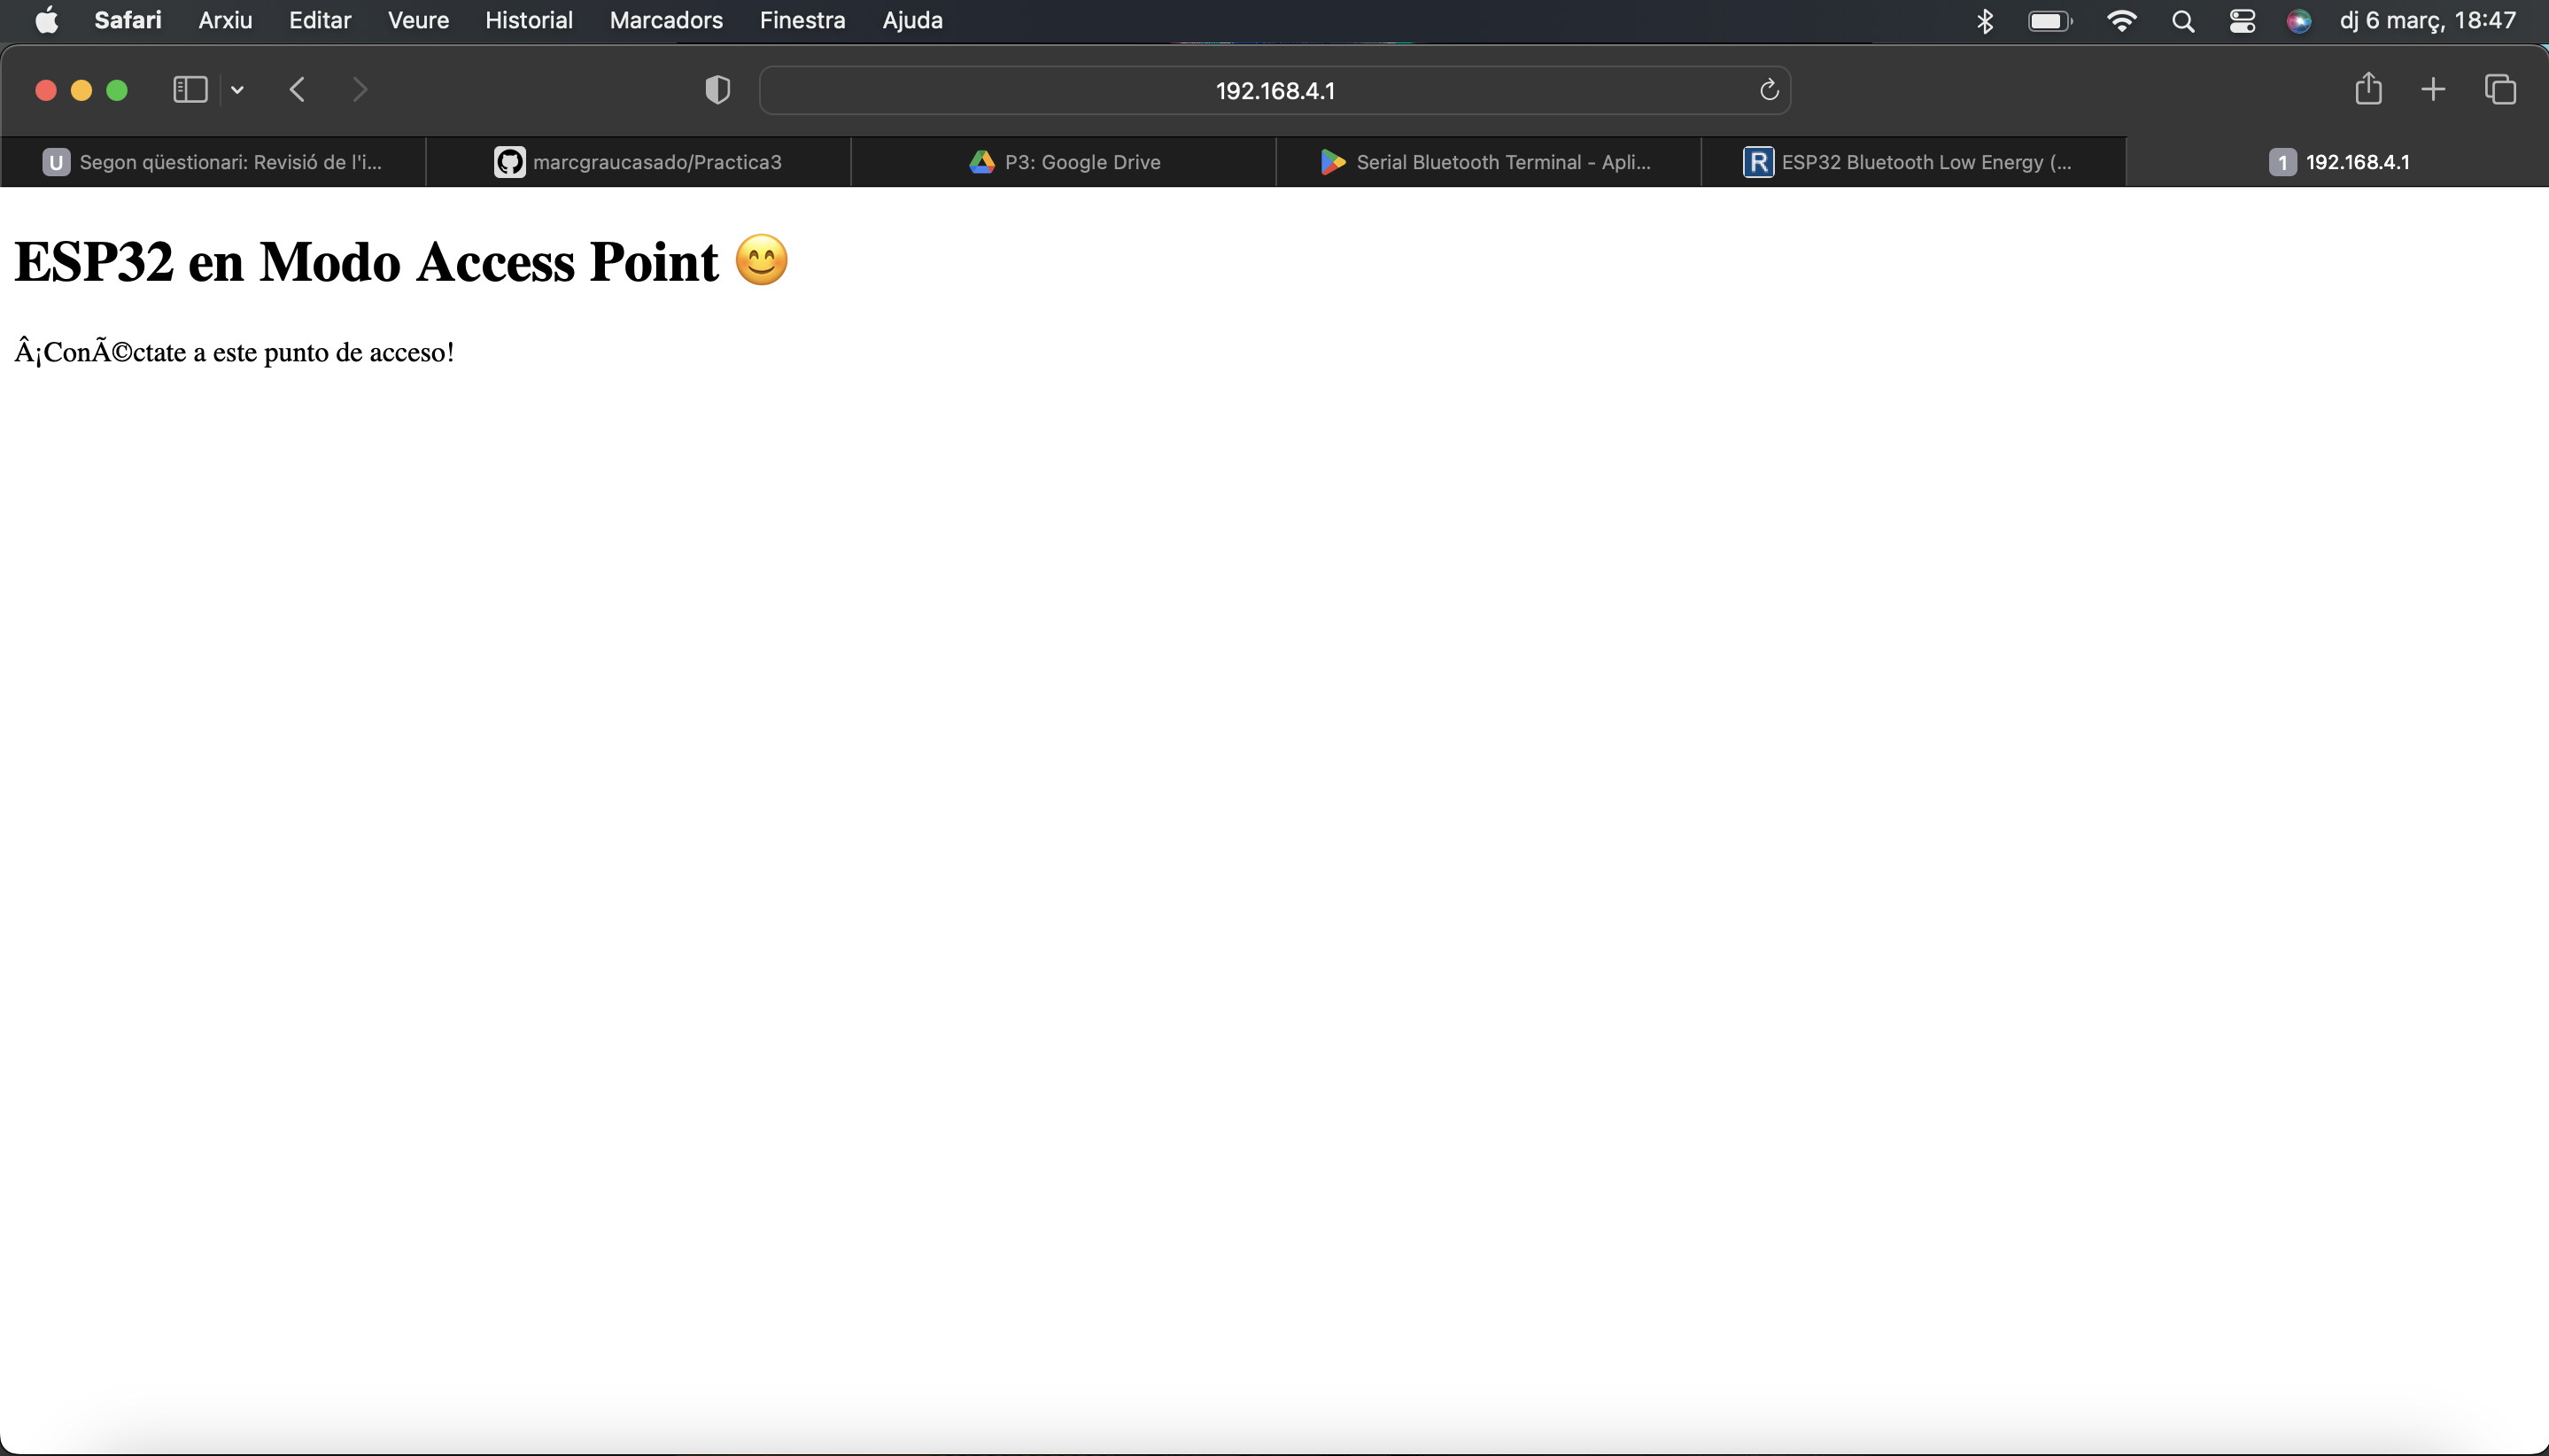 Safari Arxiu Editar Veure Historial Marcadors Finestra Ajuda dj 6 març, 18:47
192.168.4.1
U Segon qüestionari: Revisió de l'i... marcgraucasado/Practica3 P3: Google Drive Serial Bluetooth Terminal - Apli... R ESP32 Bluetooth Low Energy (... 1 192.168.4.1
ESP32 en Modo Access Point 😊
Â¡ConÃ©ctate a este punto de acceso!